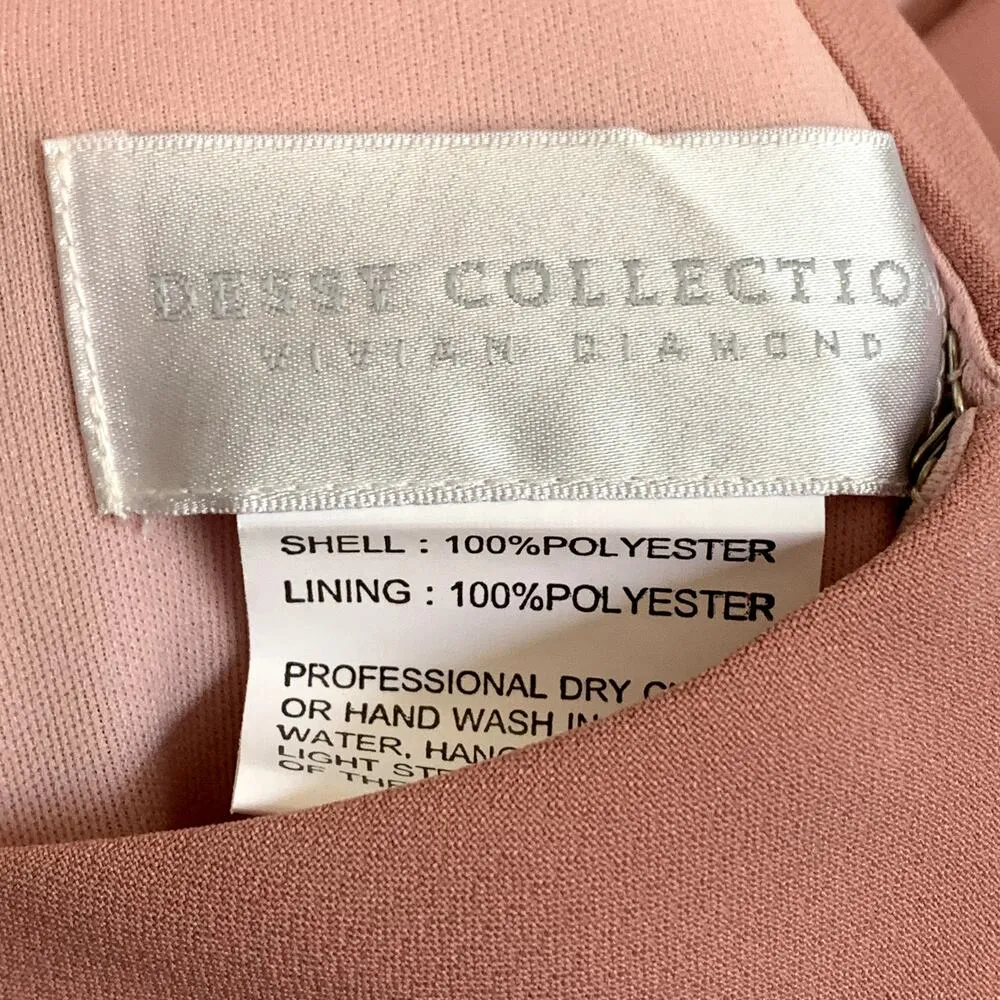 DESSY COLLECTIO
VIVIAN DIAMOND
SHELL : 100%POLYESTER
LINING : 100%POLYESTER
PROFESSIONAL DRY
OR HAND WASH IN
WATER, HANG
LIGHT
OF THE